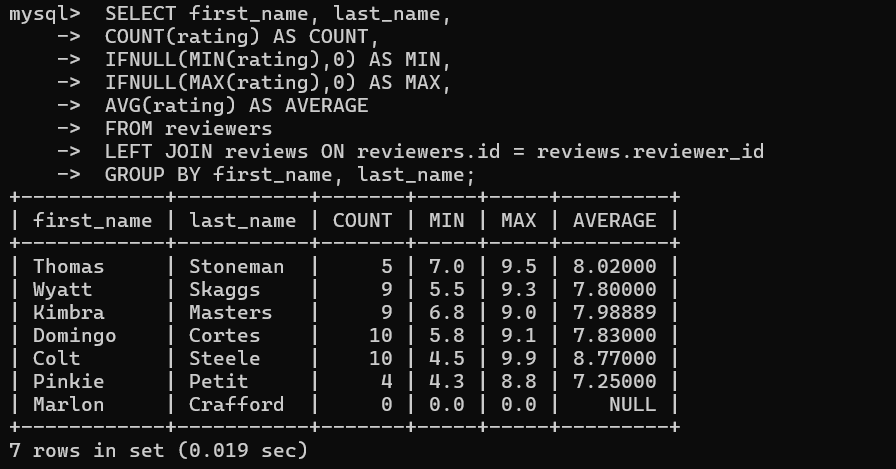 mysql>  SELECT first_name, last_name,
    ->  COUNT(rating) AS COUNT,
    ->  IFNULL(MIN(rating),0) AS MIN,
    ->  IFNULL(MAX(rating),0) AS MAX,
    ->  AVG(rating) AS AVERAGE
    ->  FROM reviewers
    ->  LEFT JOIN reviews ON reviewers.id = reviews.reviewer_id
    ->  GROUP BY first_name, last_name;
+------------+-----------+-------+-----+-----+---------+
| first_name | last_name | COUNT | MIN | MAX | AVERAGE |
+------------+-----------+-------+-----+-----+---------+
| Thomas     | Stoneman  |     5 | 7.0 | 9.5 | 8.02000 |
| Wyatt      | Skaggs    |     9 | 5.5 | 9.3 | 7.80000 |
| Kimbra     | Masters   |     9 | 6.8 | 9.0 | 7.98889 |
| Domingo    | Cortes    |    10 | 5.8 | 9.1 | 7.83000 |
| Colt       | Steele    |    10 | 4.5 | 9.9 | 8.77000 |
| Pinkie     | Petit     |     4 | 4.3 | 8.8 | 7.25000 |
| Marlon     | Crafford  |     0 | 0.0 | 0.0 |    NULL |
+------------+-----------+-------+-----+-----+---------+
7 rows in set (0.019 sec)